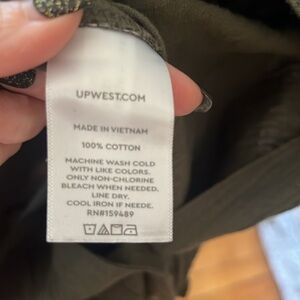 UPWEST.COM
MADE IN VIETNAM
100% COTTON
MACHINE WASH COLD
WITH LIKE COLORS.
ONLY NON-CHLORINE
BLEACH WHEN NEEDED.
LINE DRY.
COOL IRON IF NEEDE.
RN#159489